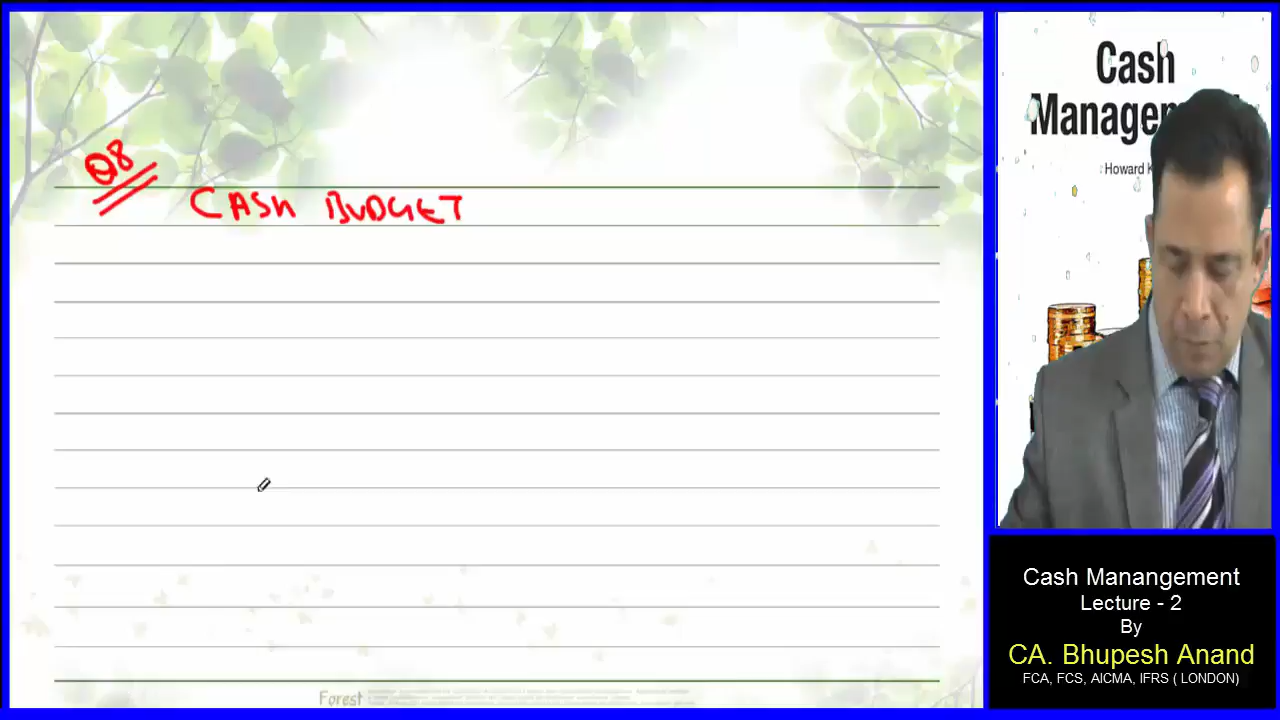 Q8
CASH BUDGET
Forest
Cash
Howard
Cash Manangement
Lecture - 2
By
CA. Bhupesh Anand
FCA, FCS, AICMA, IFRS ( LONDON)